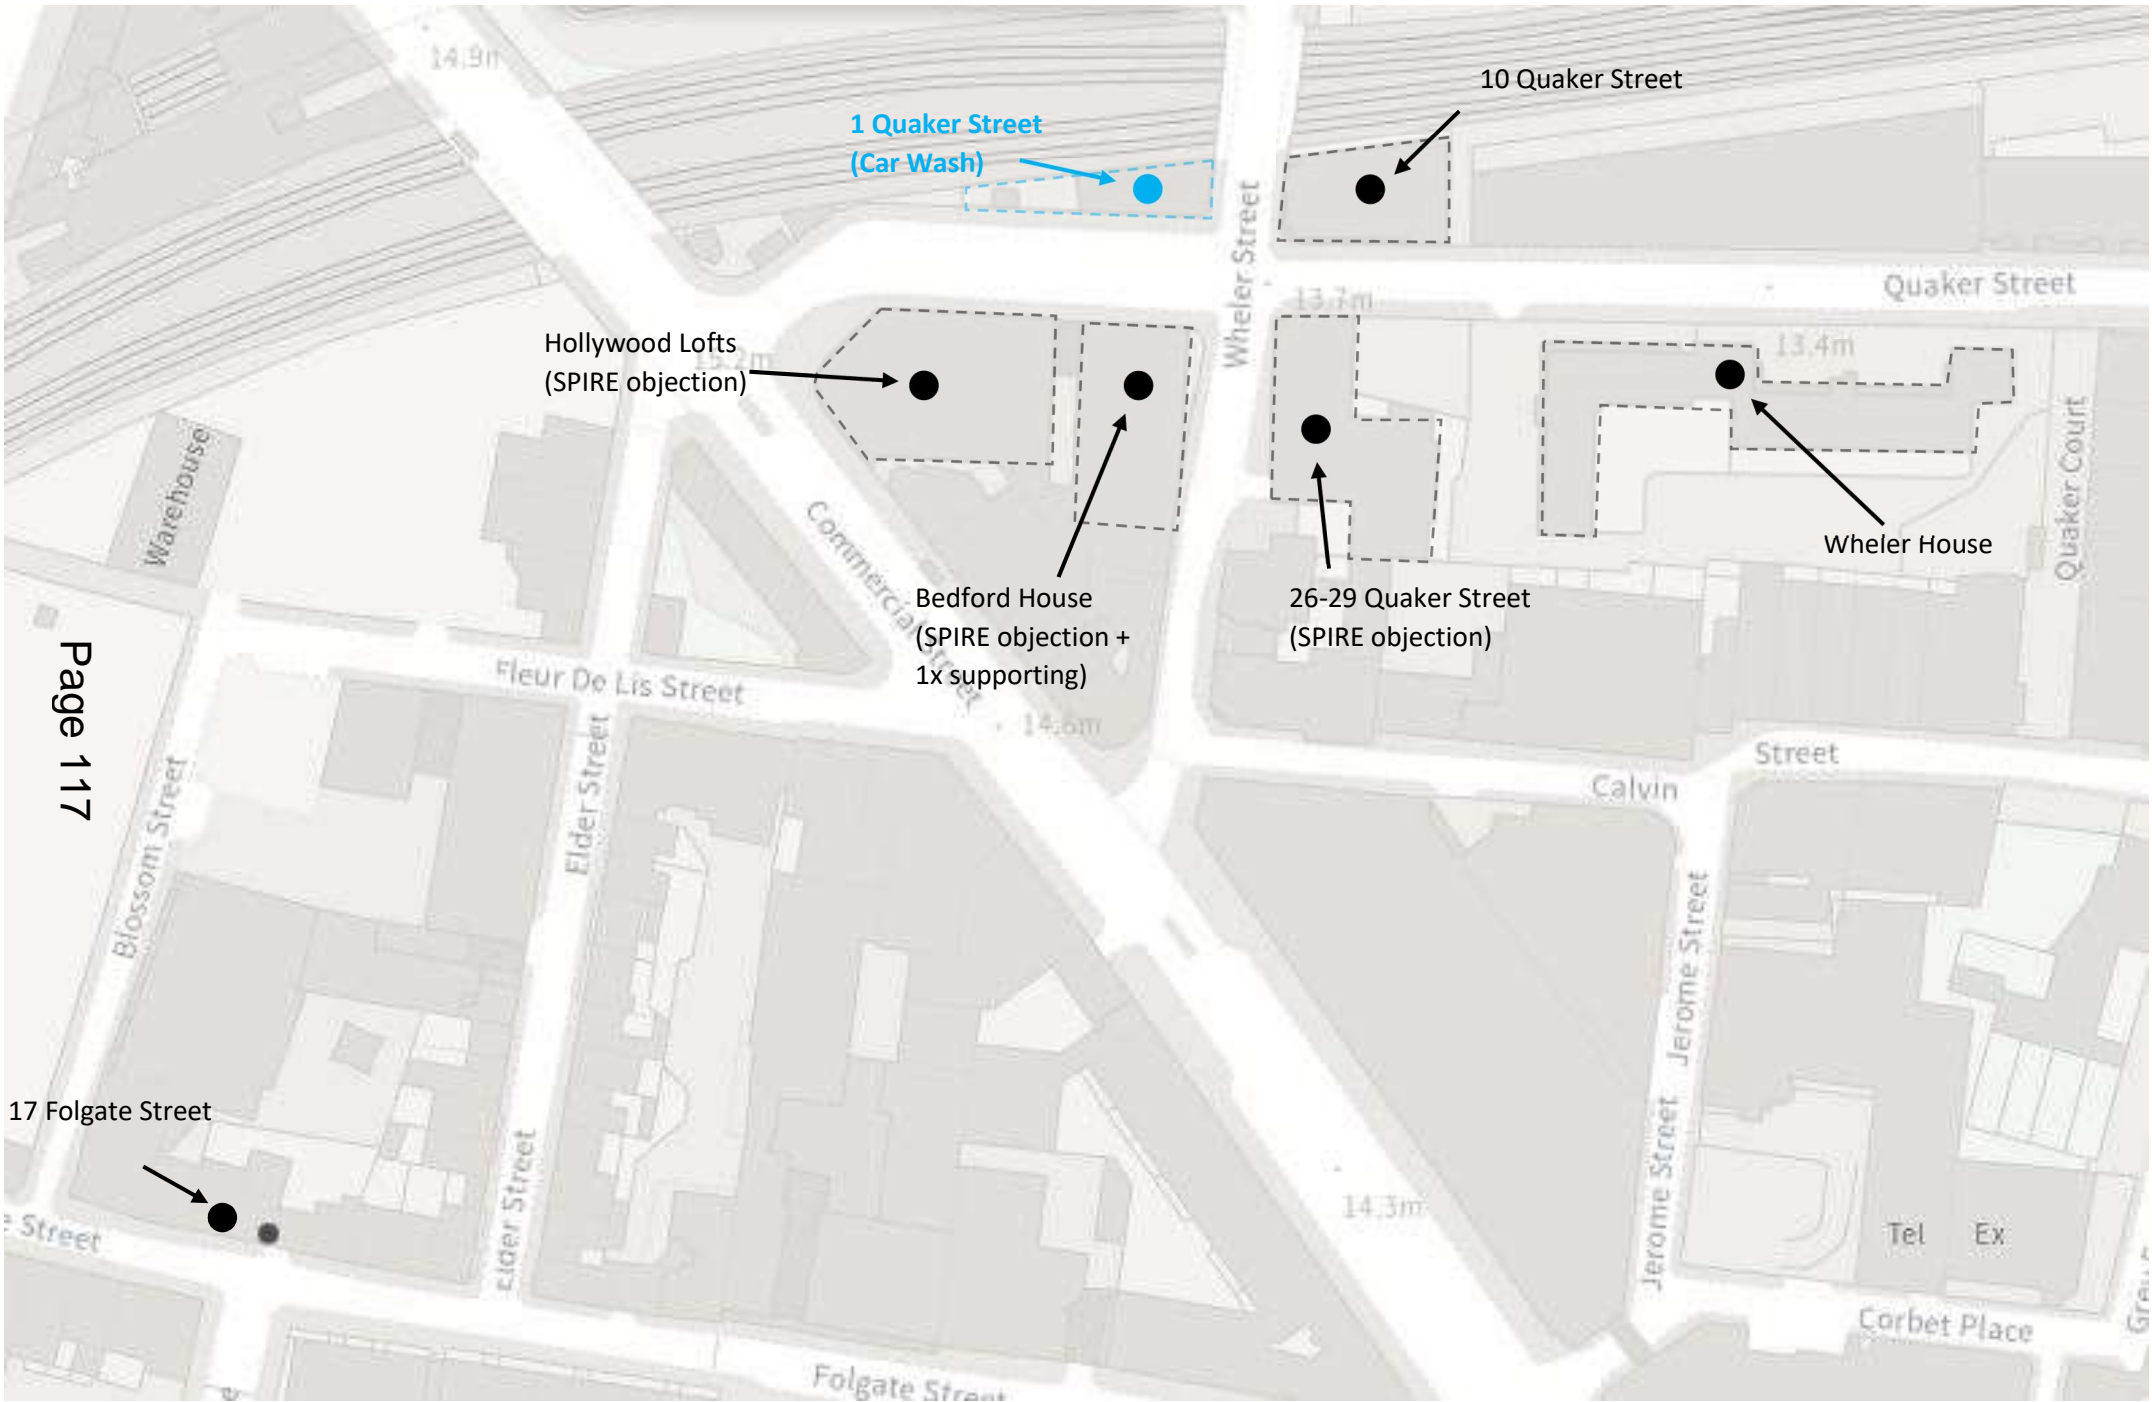 14.9m
10 Quaker Street
1 Quaker Street
(Car Wash)
Wheler Street
Quaker Street
13.7m
Hollywood Lofts
(SPIRE objection)
15.2m
13.4m
Warehouse
Commercial Street
Quaker Court
Wheler House
Bedford House
(SPIRE objection +
1x supporting)
26-29 Quaker Street
(SPIRE objection)
Page 117
Fleur De Lis Street
14.6m
Blossom Street
Elder Street
Calvin
Street
Jerome Street
17 Folgate Street
Elder Street
Jerome Street
14.3m
Tel Ex
Street
Corbet Place
Folgate Street